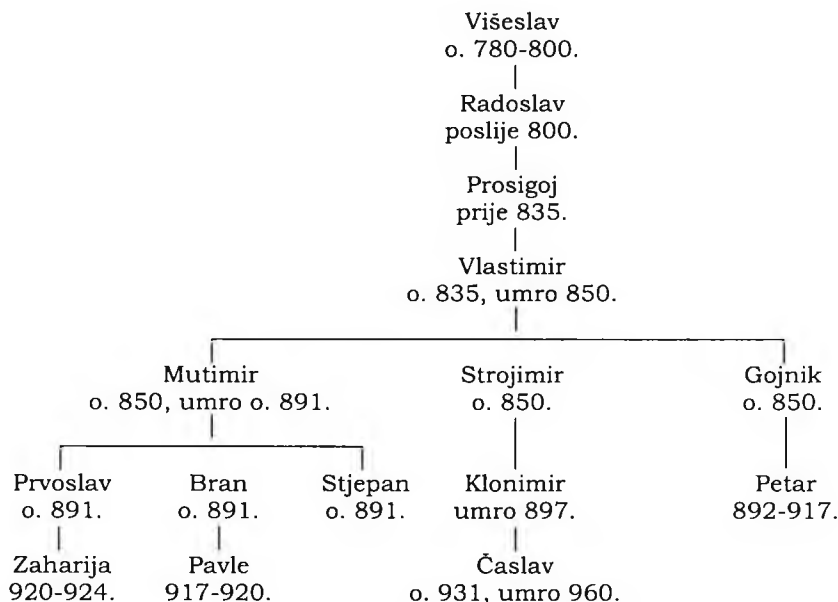 Višeslav
o. 780-800.
Radoslav
poslije 800.
Prosigoj
prije 835.
Vlastimir
o. 835, umro 850.
Mutimir
o. 850, umro o. 891.
Strojimir
o. 850.
Gojnik
o. 850.
Prvoslav
o. 891.
Bran
o. 891.
Stjepan
o. 891.
Klonimir
umro 897.
Petar
892-917.
Zaharija
920-924.
Pavle
917-920.
Časlav
o. 931, umro 960.